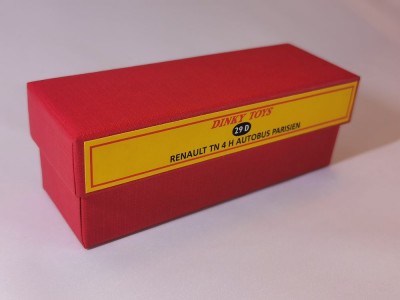 DINKY TOYS
29 D
RENAULT TN 4 H AUTOBUS PARISIEN